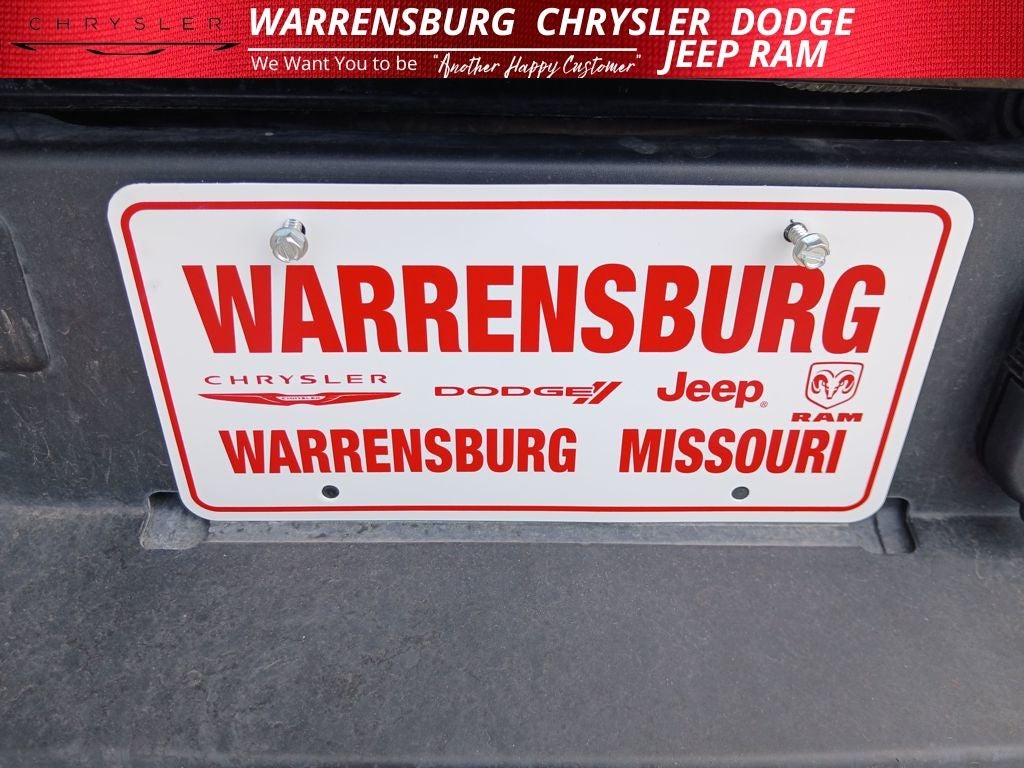 CHRYSLER
WARRENSBURG CHRYSLER DODGE
JEEP RAM
We Want You to be "Another Happy Customer"
WARRENSBURG
CHRYSLER DODGE Jeep® RAM
WARRENSBURG MISSOURI